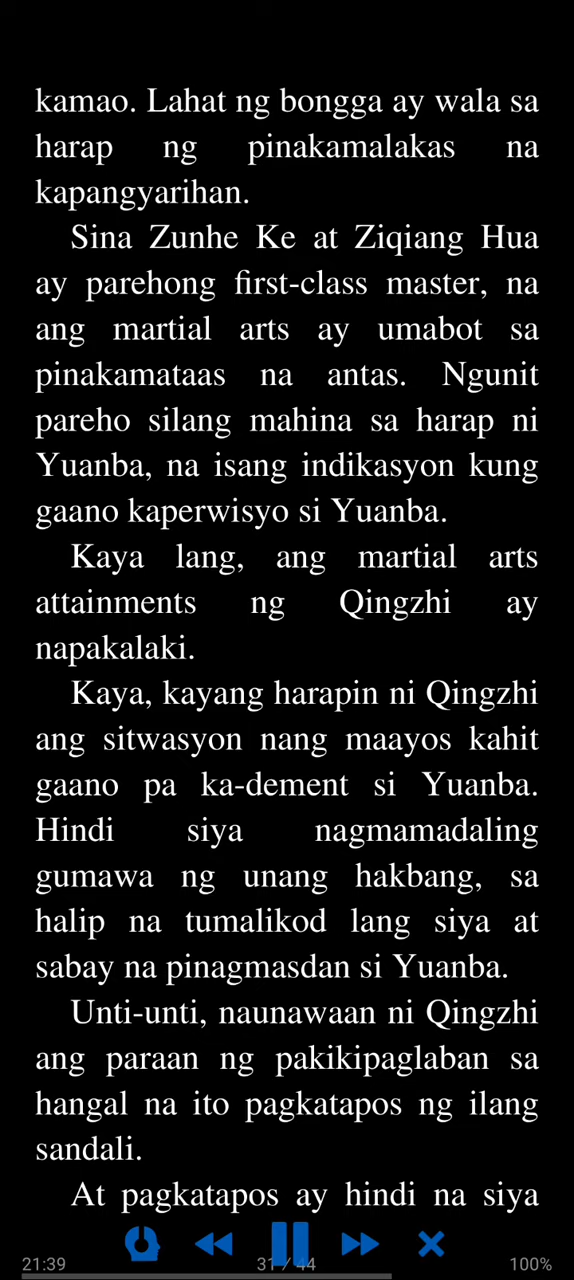 kamao. Lahat ng bongga ay wala sa
harap ng pinakamalakas na
kapangyarihan.
Sina Zunhe Ke at Ziqiang Hua
ay parehong first-class master, na
ang martial arts ay umabot sa
pinakamataas na antas. Ngunit
pareho silang mahina sa harap ni
Yuanba, na isang indikasyon kung
gaano kaperwisyo si Yuanba.
Kaya lang, ang martial arts
attainments ng Qingzhi ay
napakalaki.
Kaya, kayang harapin ni Qingzhi
ang sitwasyon nang maayos kahit
gaano pa ka-dement si Yuanba.
Hindi siya nagmamadaling
gumawa ng unang hakbang, sa
halip na tumalikod lang siya at
sabay na pinagmasdan si Yuanba.
Unti-unti, naunawaan ni Qingzhi
ang paraan ng pakikipaglaban sa
hangal na ito pagkatapos ng ilang
sandali.
At pagkatapos ay hindi na siya
21:39 31 / 44 100%